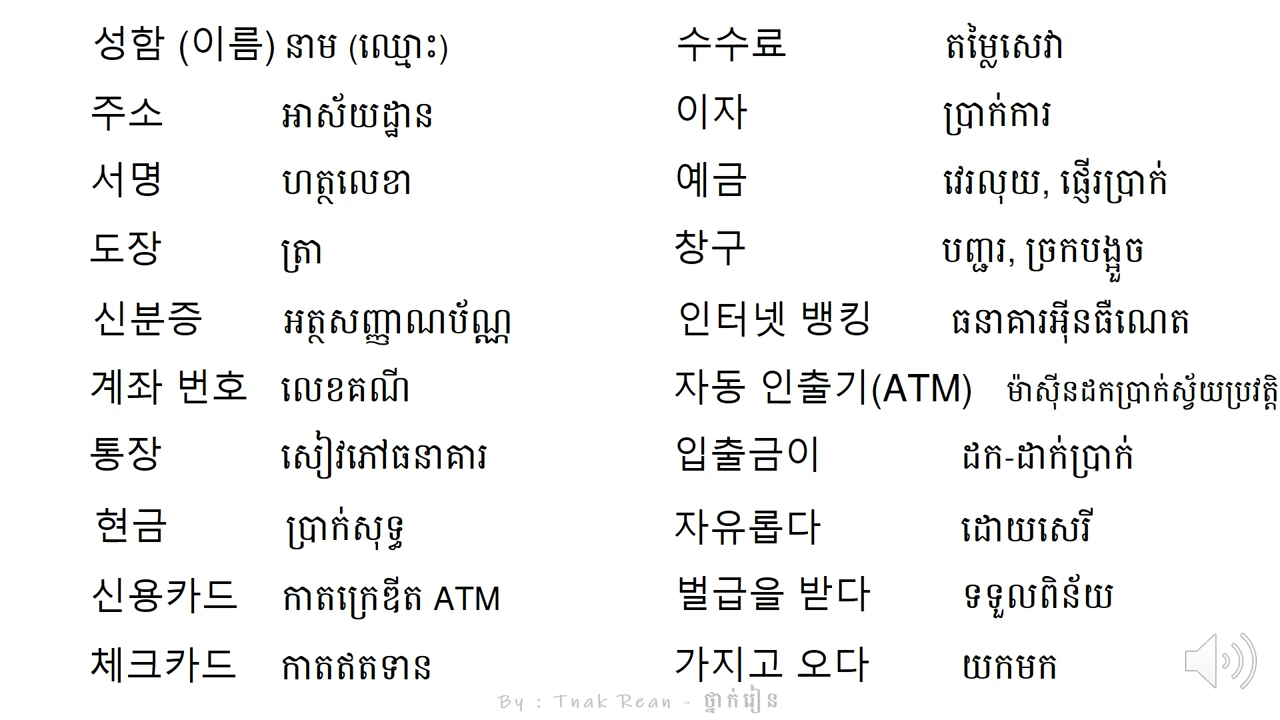 성함 (이름) នាម (ឈ្មោះ)
주소 អាស័យដ្ឋាន
서명 ហត្ថលេខា
도장 ត្រា
신분증 អត្តសញ្ញាណប័ណ្ណ
계좌 번호 លេខគណី
통장 សៀវភៅធនាគារ
현금 ប្រាក់សុទ្ធ
신용카드 កាតក្រេឌីត ATM
체크카드 កាតឥតទាន
수수료 តម្លៃសេវា
이자 ប្រាក់ការ
예금 វេរលុយ, ផ្ញើរប្រាក់
창구 បញ្ជរ, ច្រកបង្អួច
인터넷 뱅킹 ធនាគារអ៊ីនធឺណេត
자동 인출기(ATM) ម៉ាស៊ីនដកប្រាក់ស្វ័យប្រវត្តិ
입출금이 ដក-ដាក់ប្រាក់
자유롭다 ដោយសេរី
벌급을 받다 ទទួលពិន័យ
가지고 오다 យកមក
By : Tnak Rean - ថ្នាក់រៀន